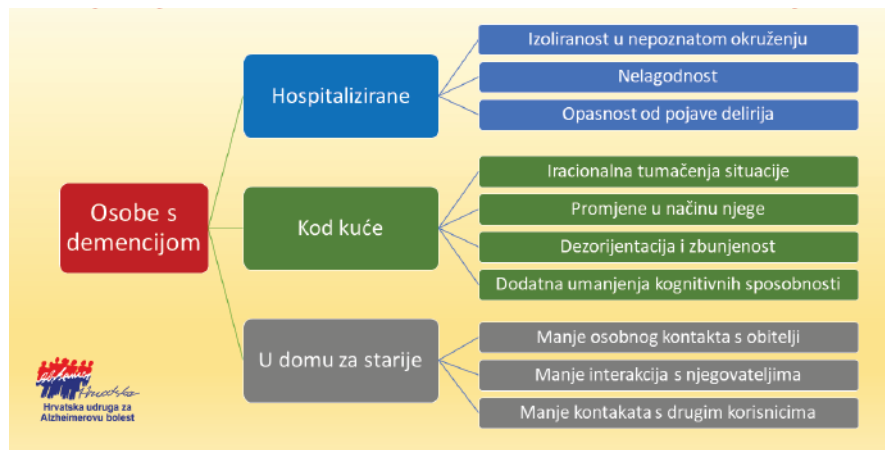 Osobe s
demencijom
Hospitalizirane
Izoliranost u nepoznatom okruženju
Nelagodnost
Opasnost od pojave delirija
Kod kuće
Iracionalna tumačenja situacije
Promjene u načinu njege
Dezorijentacija i zbunjenost
Dodatna umanjenja kognitivnih sposobnosti
U domu za starije
Manje osobnog kontakta s obitelji
Manje interakcija s njegovateljima
Manje kontakata s drugim korisnicima
Hrvatska udruga za
Alzheimerovu bolest